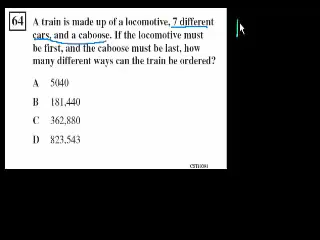 64
A train is made up of a locomotive, 7 different
cars, and a caboose. If the locomotive must
be first, and the caboose must be last, how
many different ways can the train be ordered?
A 5040
B 181,440
C 362,880
D 823,543